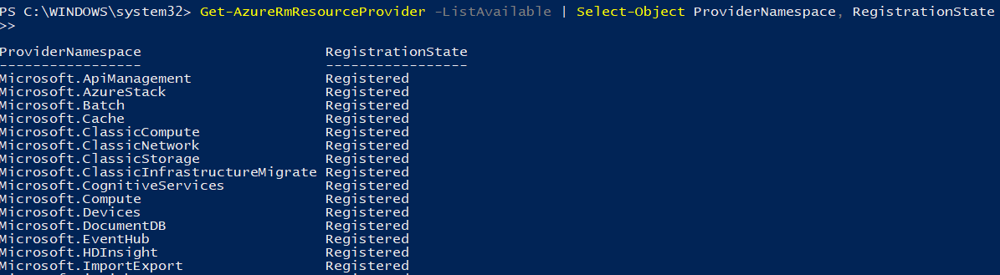 PS C:\WINDOWS\system32> Get-AzureRmResourceProvider -ListAvailable | Select-Object ProviderNamespace, RegistrationState
>>
ProviderNamespace                     RegistrationState
-----------------                     -----------------
Microsoft.ApiManagement               Registered
Microsoft.AzureStack                  Registered
Microsoft.Batch                       Registered
Microsoft.Cache                       Registered
Microsoft.ClassicCompute              Registered
Microsoft.ClassicNetwork              Registered
Microsoft.ClassicStorage              Registered
Microsoft.ClassicInfrastructureMigrate Registered
Microsoft.CognitiveServices           Registered
Microsoft.Compute                     Registered
Microsoft.Devices                     Registered
Microsoft.DocumentDB                  Registered
Microsoft.EventHub                    Registered
Microsoft.HDInsight                   Registered
Microsoft.ImportExport                Registered